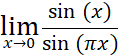 lim x→0 sin (x) / sin (πx)